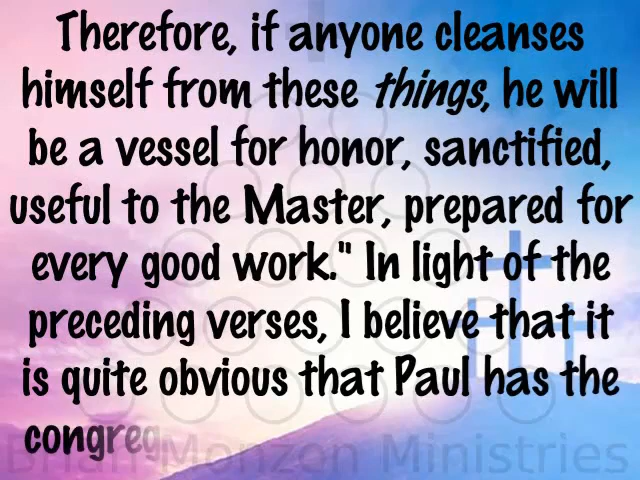 Therefore, if anyone cleanses
himself from these things, he will
be a vessel for honor, sanctified,
useful to the Master, prepared for
every good work." In light of the
preceding verses, I believe that it
is quite obvious that Paul has the
congreg
Brian Monzon Ministries